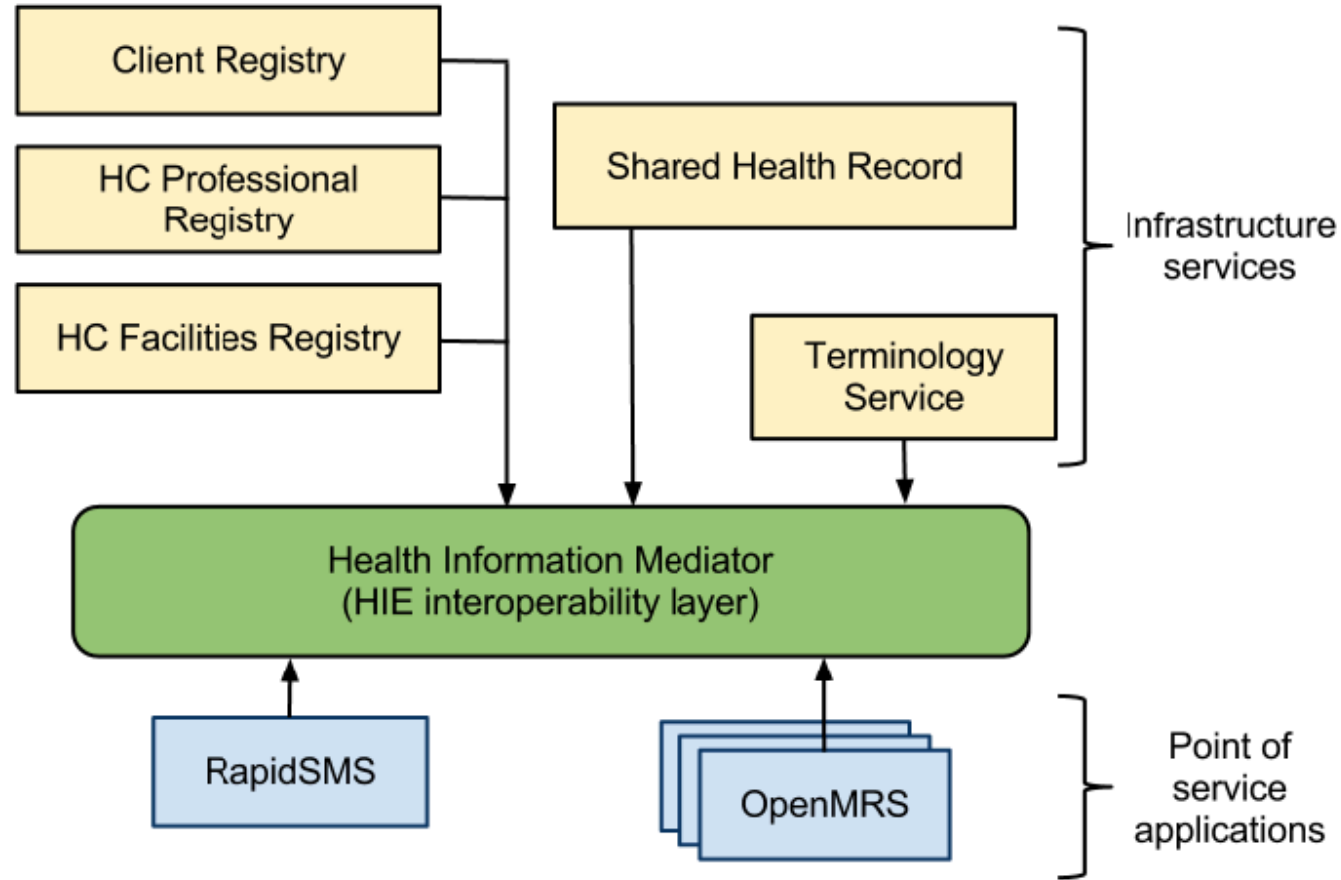 Client Registry
HC Professional
Registry
HC Facilities Registry
Shared Health Record
Terminology
Service
Infrastructure
services
Health Information Mediator
(HIE interoperability layer)
RapidSMS
OpenMRS
Point of
service
applications